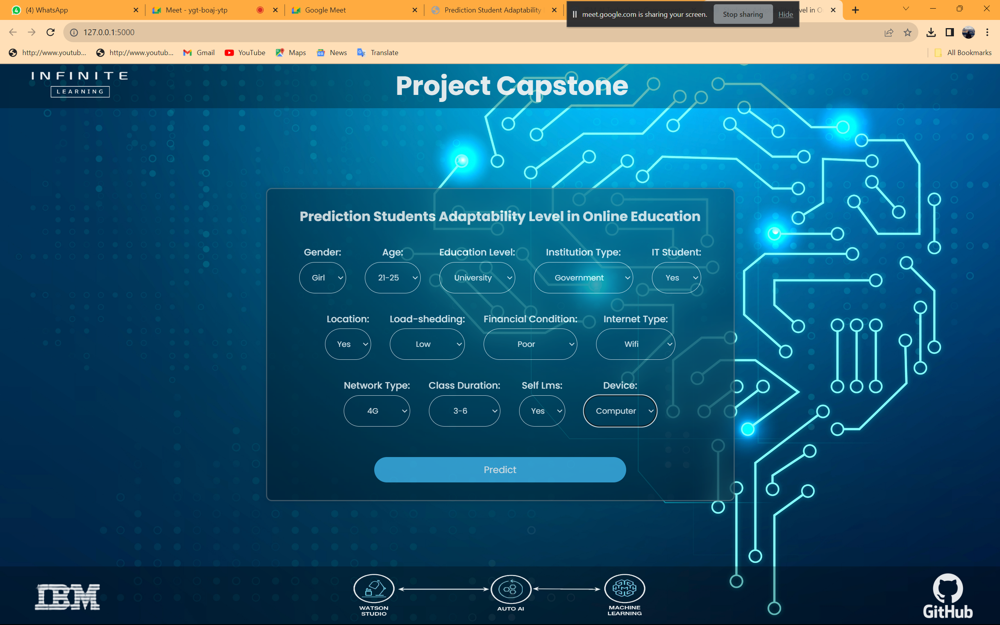 (4) WhatsApp
Meet - ygt-boaj-ytp
Google Meet
Prediction Student Adaptability
meet.google.com is sharing your screen.
Stop sharing
Hide
127.0.0.1:5000
http://www.youtub...
http://www.youtub...
Gmail
YouTube
Maps
News
Translate
All Bookmarks
INFINITE
LEARNING
Project Capstone
Prediction Students Adaptability Level in Online Education
Gender: Age: Education Level: Institution Type: IT Student:
Girl 21-25 University Government Yes
Location: Load-shedding: Financial Condition: Internet Type:
Yes Low Poor Wifi
Network Type: Class Duration: Self Lms: Device:
4G 3-6 Yes Computer
Predict
IBM
WATSON
STUDIO
AUTO AI
MACHINE
LEARNING
GitHub